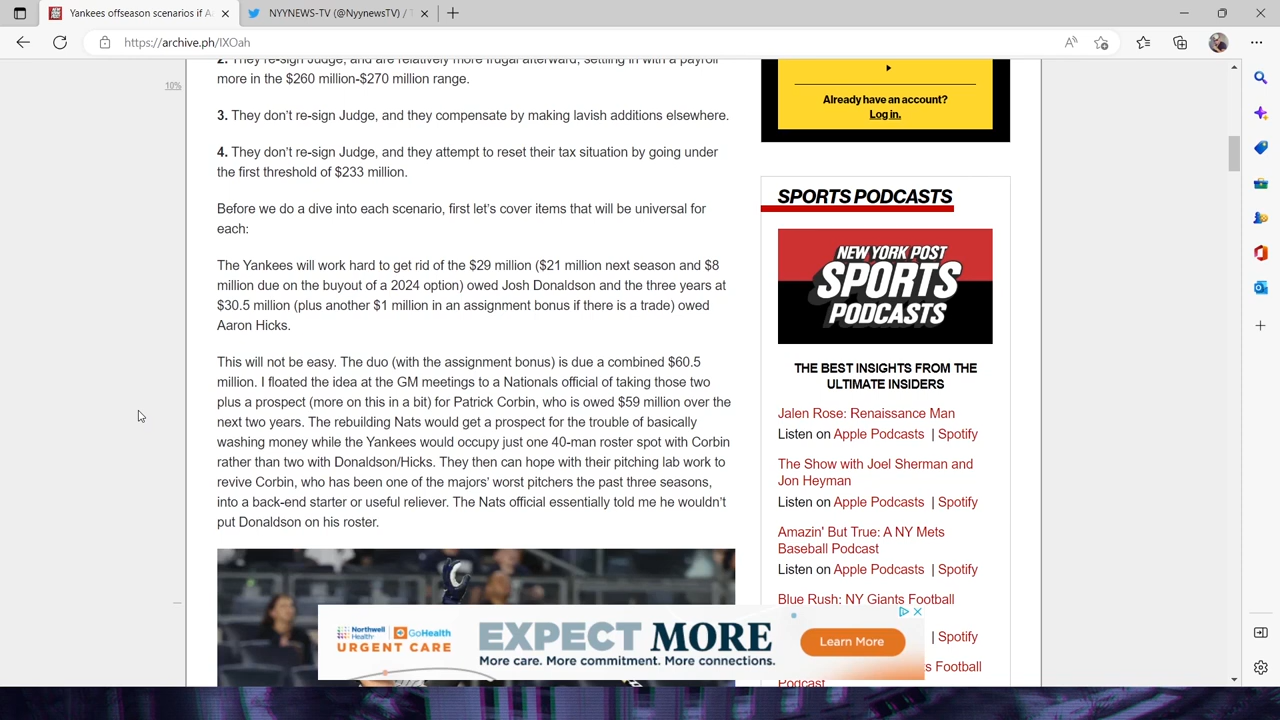 Yankees offseason scenarios if A
NYYNEWS-TV (@NyynewsTV) / T
https://archive.ph/IXOah
10%
2. They re-sign Judge, and are relatively more frugal afterward, settling in with a payroll
more in the $260 million-$270 million range.
3. They don't re-sign Judge, and they compensate by making lavish additions elsewhere.
4. They don't re-sign Judge, and they attempt to reset their tax situation by going under
the first threshold of $233 million.
Before we do a dive into each scenario, first let's cover items that will be universal for
each:
The Yankees will work hard to get rid of the $29 million ($21 million next season and $8
million due on the buyout of a 2024 option) owed Josh Donaldson and the three years at
$30.5 million (plus another $1 million in an assignment bonus if there is a trade) owed
Aaron Hicks.
This will not be easy. The duo (with the assignment bonus) is due a combined $60.5
million. I floated the idea at the GM meetings to a Nationals official of taking those two
plus a prospect (more on this in a bit) for Patrick Corbin, who is owed $59 million over the
next two years. The rebuilding Nats would get a prospect for the trouble of basically
washing money while the Yankees would occupy just one 40-man roster spot with Corbin
rather than two with Donaldson/Hicks. They then can hope with their pitching lab work to
revive Corbin, who has been one of the majors' worst pitchers the past three seasons,
into a back-end starter or useful reliever. The Nats official essentially told me he wouldn't
put Donaldson on his roster.
Already have an account?
Log in.
SPORTS PODCASTS
NEW YORK POST
SPORTS
PODCASTS
THE BEST INSIGHTS FROM THE
ULTIMATE INSIDERS
Jalen Rose: Renaissance Man
Listen on Apple Podcasts | Spotify
The Show with Joel Sherman and
Jon Heyman
Listen on Apple Podcasts | Spotify
Amazin' But True: A NY Mets
Baseball Podcast
Listen on Apple Podcasts | Spotify
Blue Rush: NY Giants Football
| Spotify
s Football
Podcast
Northwell
Health
GoHealth
URGENT CARE
EXPECT MORE
More care. More commitment. More connections.
Learn More